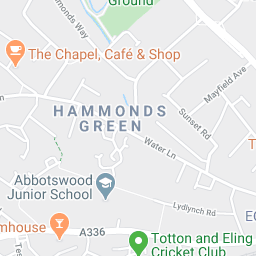 Ground
mmonds
Way
The Chapel, Café & Shop
Mayfield Ave
HAMMONDS
GREEN
Sunset Rd
Water Ln
Abbotswood
Junior School
Lydlynch Rd
mhouse
A336
Totton and Eling
Cricket Club